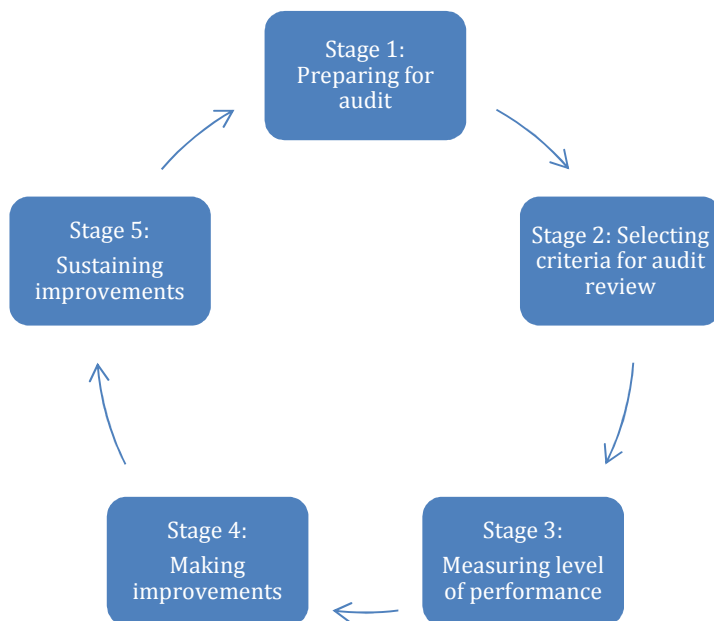 Stage 1:
Preparing for
audit
Stage 2: Selecting
criteria for audit
review
Stage 3:
Measuring level
of performance
Stage 4:
Making
improvements
Stage 5:
Sustaining
improvements